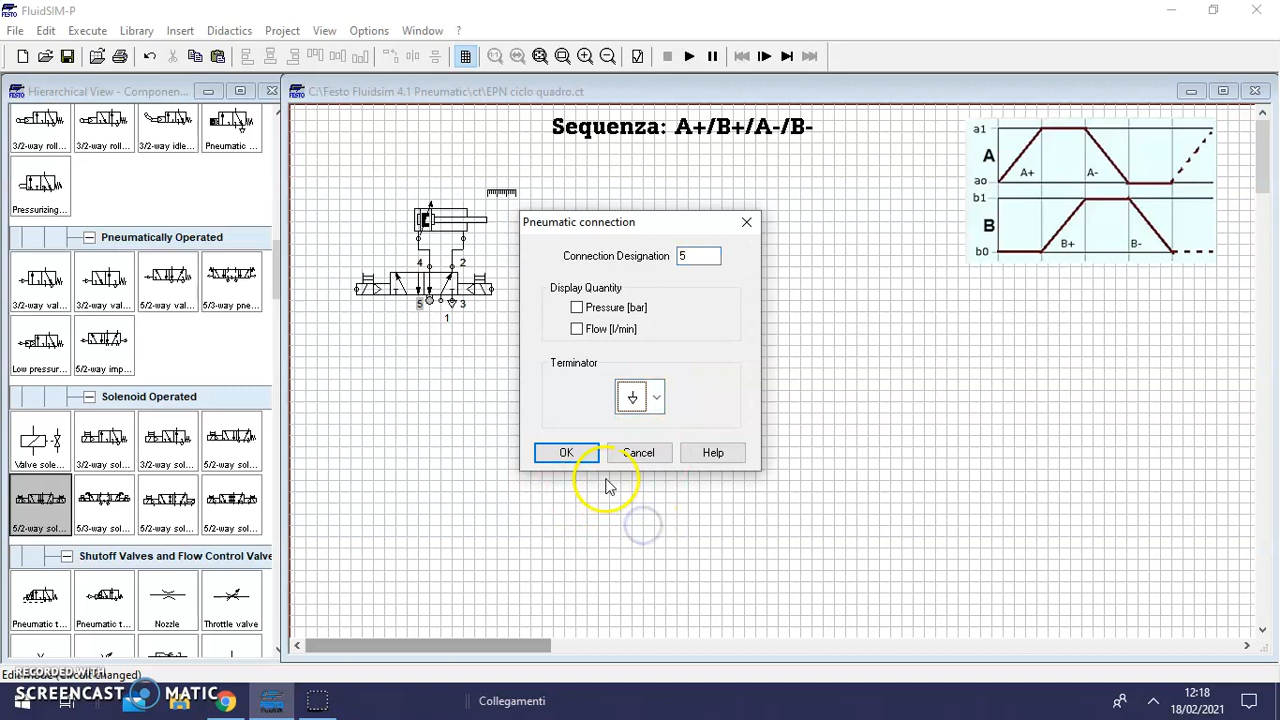 FluidSIM-P
File Edit Execute Library Insert Didactics Project View Options Window ?
Hierarchical View - Componen...
C:\Festo Fluidsim 4.1 Pneumatic\ct\EPN ciclo quadro.ct
3/2-way roll... 3/2-way roll... 3/2-way idle... Pneumatic ...
Pressurizing...
Pneumatically Operated
3/2-way val... 3/2-way val... 5/2-way val... 5/3-way pne...
Low pressur... 5/2-way imp...
Solenoid Operated
Valve sole... 3/2-way sol... 3/2-way sol... 5/2-way sol...
5/2-way sol... 5/3-way sol... 5/2-way sol... 5/2-way sol...
Shutoff Valves and Flow Control Valve
Pneumatic t... Pneumatic t... Nozzle Throttle valve
Sequenza: A+/B+/A-/B-
a1
A
A+ A-
a0
b1
B
B+ B-
b0
4 2
5 3
1
Pneumatic connection
Connection Designation 5
Display Quantity
Pressure [bar]
Flow [l/min]
Terminator
OK Cancel Help
RECORDED WITH
SCREENCAST MATIC
Collegamenti
12:18
18/02/2021